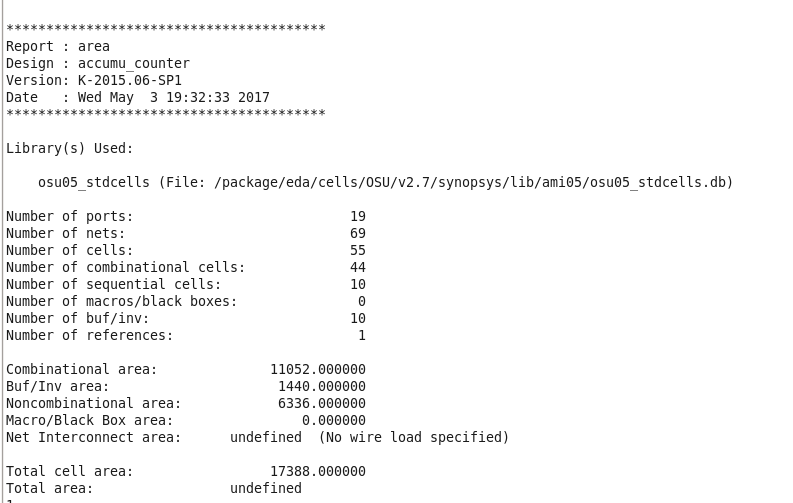 ****************************************
Report : area
Design : accumu_counter
Version: K-2015.06-SP1
Date   : Wed May  3 19:32:33 2017
****************************************
Library(s) Used:
osu05_stdcells (File: /package/eda/cells/OSU/v2.7/synopsys/lib/ami05/osu05_stdcells.db)
Number of ports:                           19
Number of nets:                            69
Number of cells:                           55
Number of combinational cells:             44
Number of sequential cells:                10
Number of macros/black boxes:               0
Number of buf/inv:                         10
Number of references:                       1
Combinational area:              11052.000000
Buf/Inv area:                     1440.000000
Noncombinational area:            6336.000000
Macro/Black Box area:                0.000000
Net Interconnect area:      undefined  (No wire load specified)
Total cell area:                 17388.000000
Total area:                 undefined